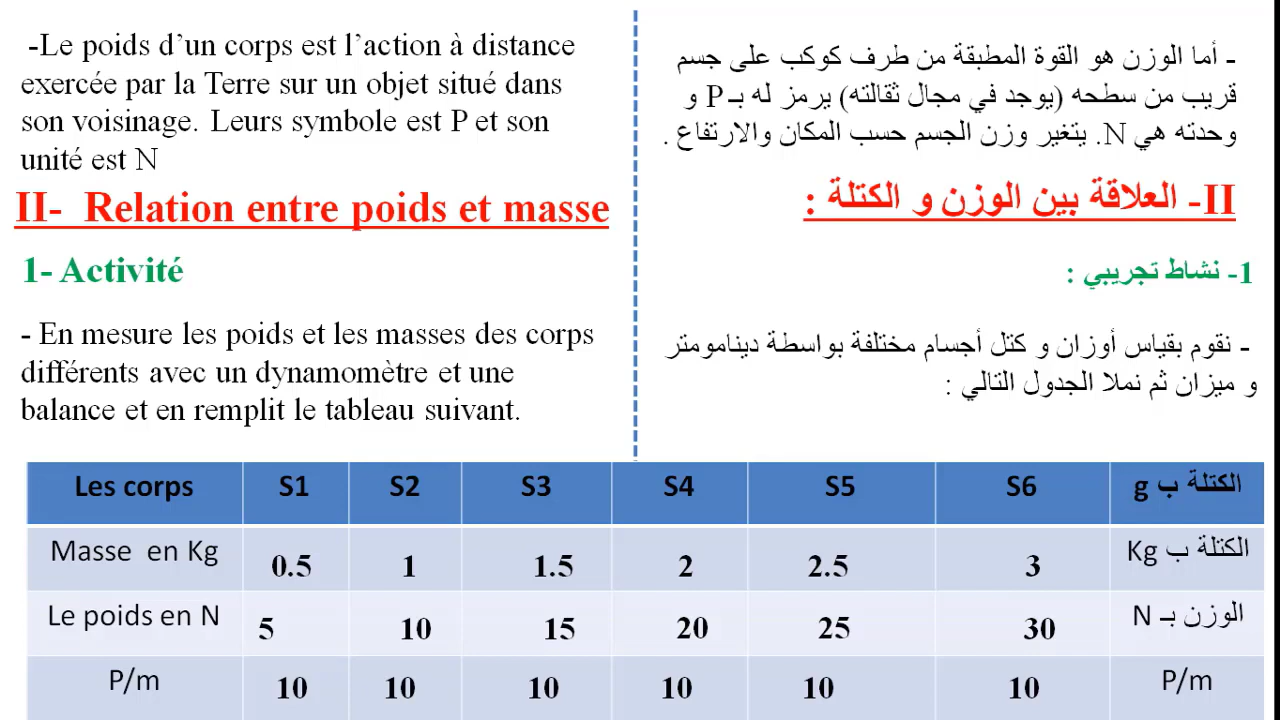 -Le poids d’un corps est l’action à distance
exercée par la Terre sur un objet situé dans
son voisinage. Leurs symbole est P et son
unité est N
II- Relation entre poids et masse
1- Activité
- En mesure les poids et les masses des corps
différents avec un dynamomètre et une
balance et en remplit le tableau suivant.
- أما الوزن هو القوة المطبقة من طرف كوكب على جسم
قريب من سطحه (يوجد في مجال ثقالته) يرمز له بـ P و
وحدته هي N. يتغير وزن الجسم حسب المكان والارتفاع .
II- العلاقة بين الوزن و الكتلة :
1- نشاط تجريبي :
- نقوم بقياس أوزان و كتل أجسام مختلفة بواسطة دينامومتر
و ميزان ثم نملا الجدول التالي :
Les corps S1 S2 S3 S4 S5 S6 الكتلة ب g
Masse en Kg 0.5 1 1.5 2 2.5 3 الكتلة ب Kg
Le poids en N 5 10 15 20 25 30 الوزن بـ N
P/m 10 10 10 10 10 10 P/m